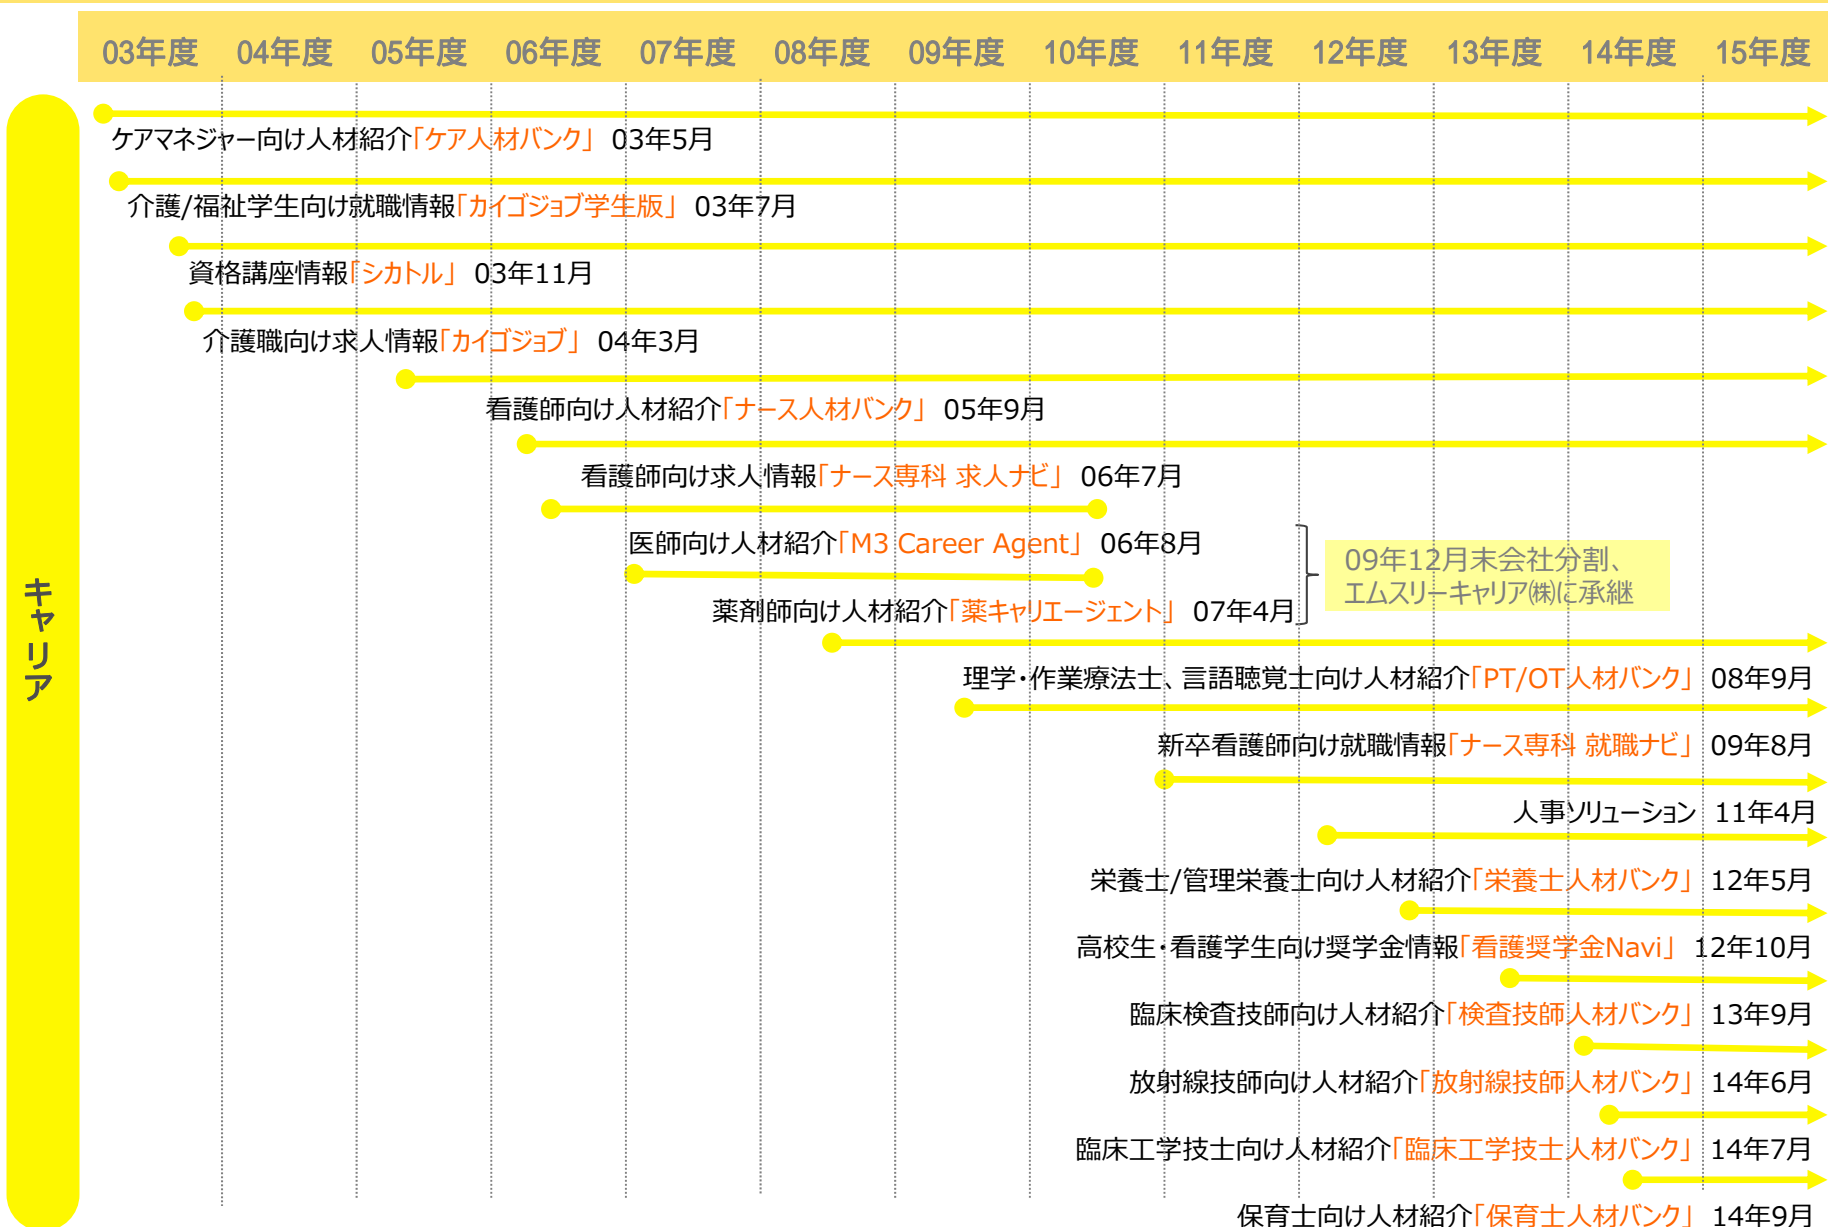 03年度 04年度 05年度 06年度 07年度 08年度 09年度 10年度 11年度 12年度 13年度 14年度 15年度
キャリア
ケアマネジャー向け人材紹介「ケア人材バンク」 03年5月
介護/福祉学生向け就職情報「カイゴジョブ学生版」 03年7月
資格講座情報「シカトル」 03年11月
介護職向け求人情報「カイゴジョブ」 04年3月
看護師向け人材紹介「ナース人材バンク」 05年9月
看護師向け求人情報「ナース専科 求人ナビ」 06年7月
医師向け人材紹介「M3 Career Agent」 06年8月
薬剤師向け人材紹介「薬キャリエージェント」 07年4月
09年12月末会社分割、
エムスリーキャリア㈱に承継
理学・作業療法士、言語聴覚士向け人材紹介「PT/OT人材バンク」 08年9月
新卒看護師向け就職情報「ナース専科 就職ナビ」 09年8月
人事ソリューション 11年4月
栄養士/管理栄養士向け人材紹介「栄養士人材バンク」 12年5月
高校生・看護学生向け奨学金情報「看護奨学金Navi」 12年10月
臨床検査技師向け人材紹介「検査技師人材バンク」 13年9月
放射線技師向け人材紹介「放射線技師人材バンク」 14年6月
臨床工学技士向け人材紹介「臨床工学技士人材バンク」 14年7月
保育士向け人材紹介「保育士人材バンク」 14年9月